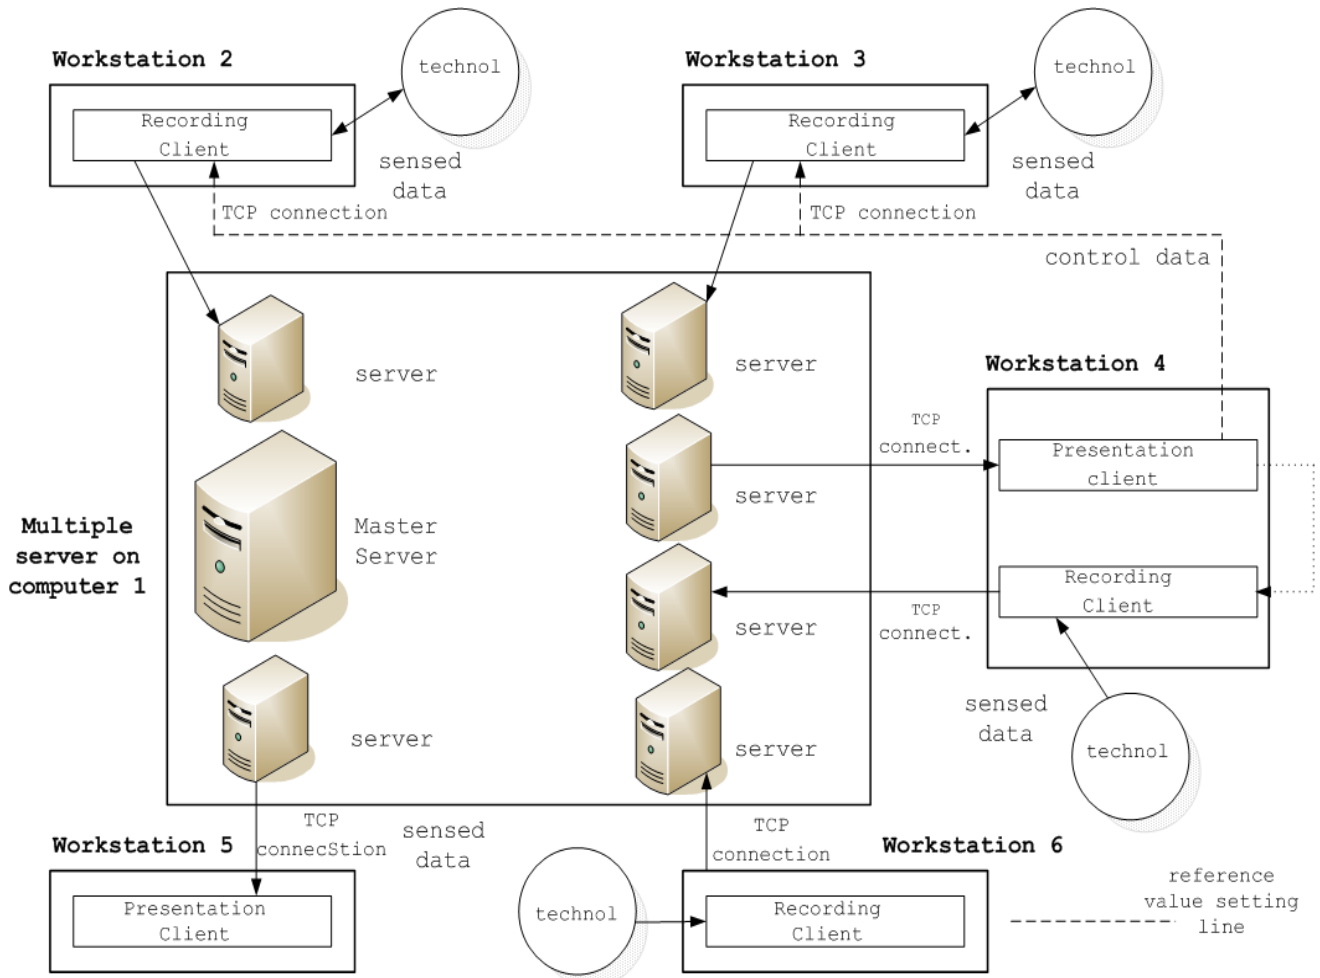 Workstation 2
technol
Workstation 3
technol
Recording
Client
sensed
data
Recording
Client
sensed
data
TCP connection
TCP connection
control data
server
server
Workstation 4
TCP
connect.
Presentation
client
server
Multiple
server on
computer 1
Master
Server
Recording
Client
TCP
connect.
server
sensed
data
technol
server
server
TCP
connecStion
sensed
data
TCP
connection
Workstation 5
Workstation 6
Presentation
Client
technol
Recording
Client
reference
value setting
line